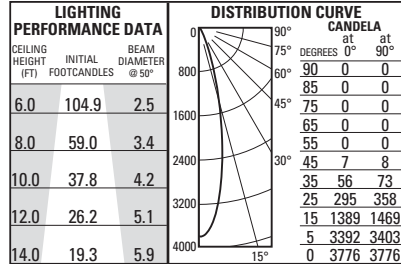 LIGHTING
PERFORMANCE DATA
CEILING
HEIGHT
(FT)
INITIAL
FOOTCANDLES
BEAM
DIAMETER
@ 50°
6.0 104.9 2.5
8.0 59.0 3.4
10.0 37.8 4.2
12.0 26.2 5.1
14.0 19.3 5.9
DISTRIBUTION CURVE
0
800
1600
2400
3200
4000
90°
75°
60°
45°
30°
15°
CANDELA
at at
DEGREES 0° 90°
90 0 0
85 0 0
75 0 0
65 0 0
55 0 0
45 7 8
35 56 73
25 295 358
15 1389 1469
5 3392 3403
0 3776 3776